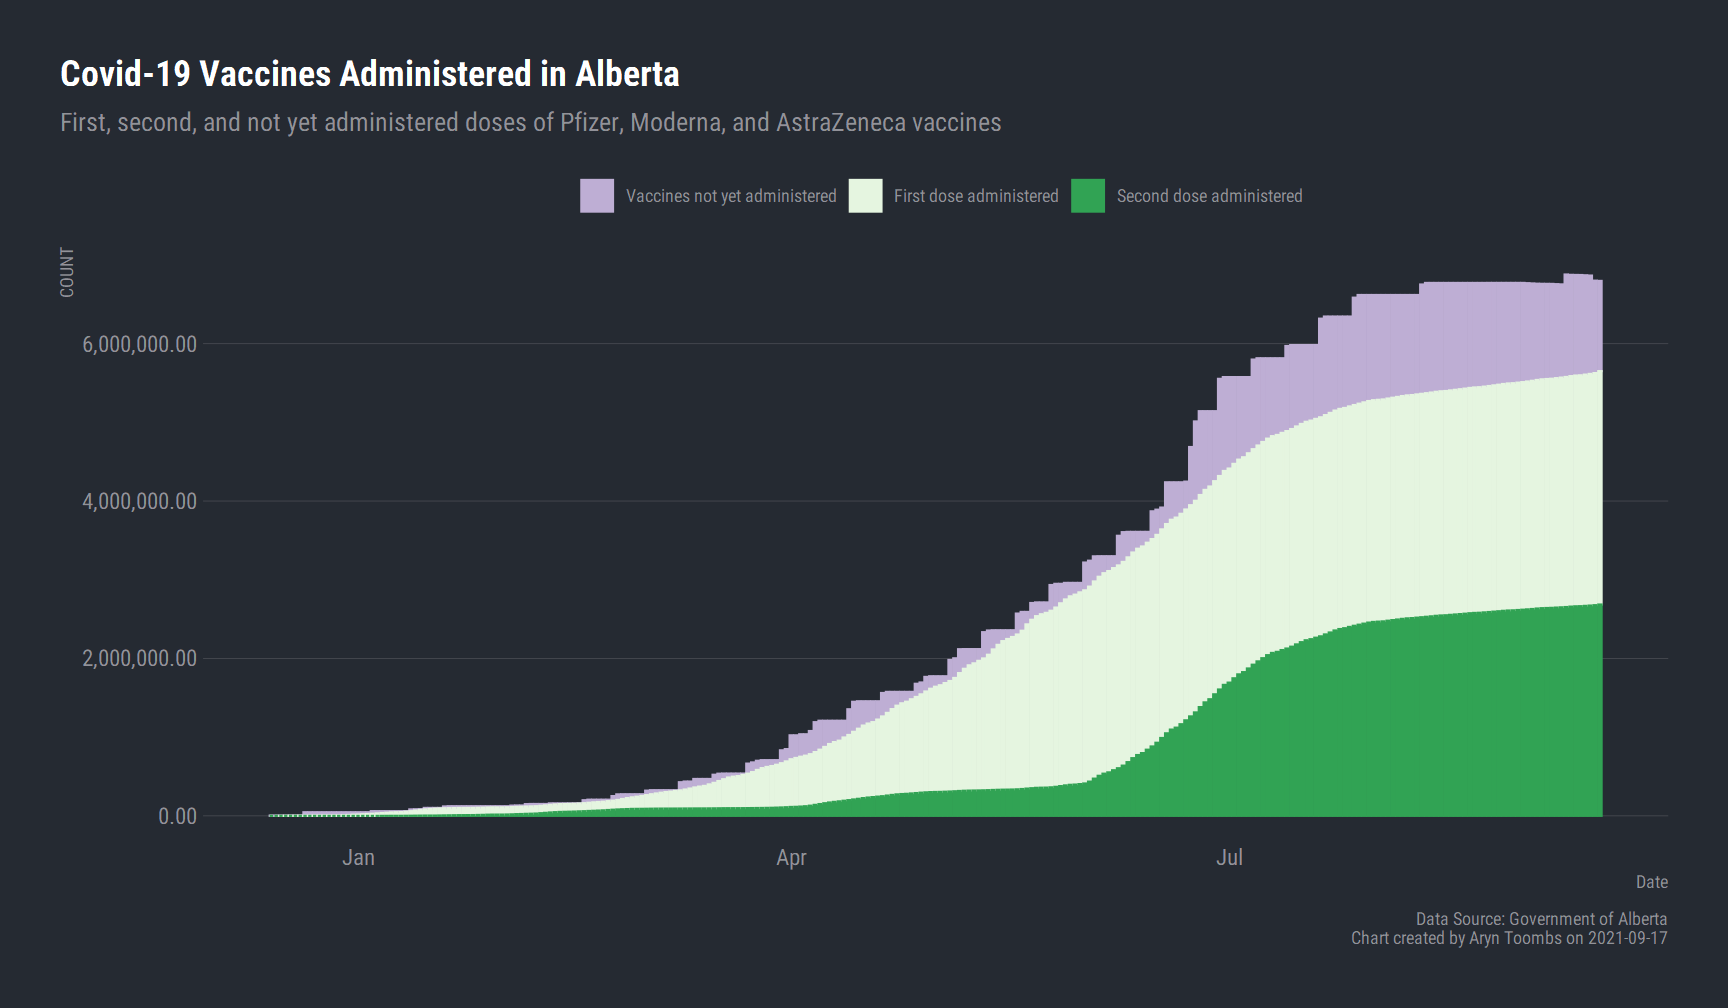 Covid-19 Vaccines Administered in Alberta
First, second, and not yet administered doses of Pfizer, Moderna, and AstraZeneca vaccines
Vaccines not yet administered First dose administered Second dose administered
COUNT
6,000,000.00
4,000,000.00
2,000,000.00
0.00
Jan Apr Jul
Date
Data Source: Government of Alberta
Chart created by Aryn Toombs on 2021-09-17